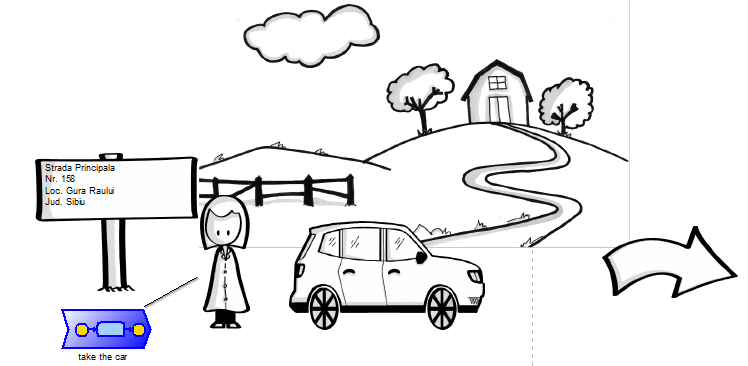 Strada Principala
Nr. 158
Loc. Gura Raului
Jud. Sibiu
take the car